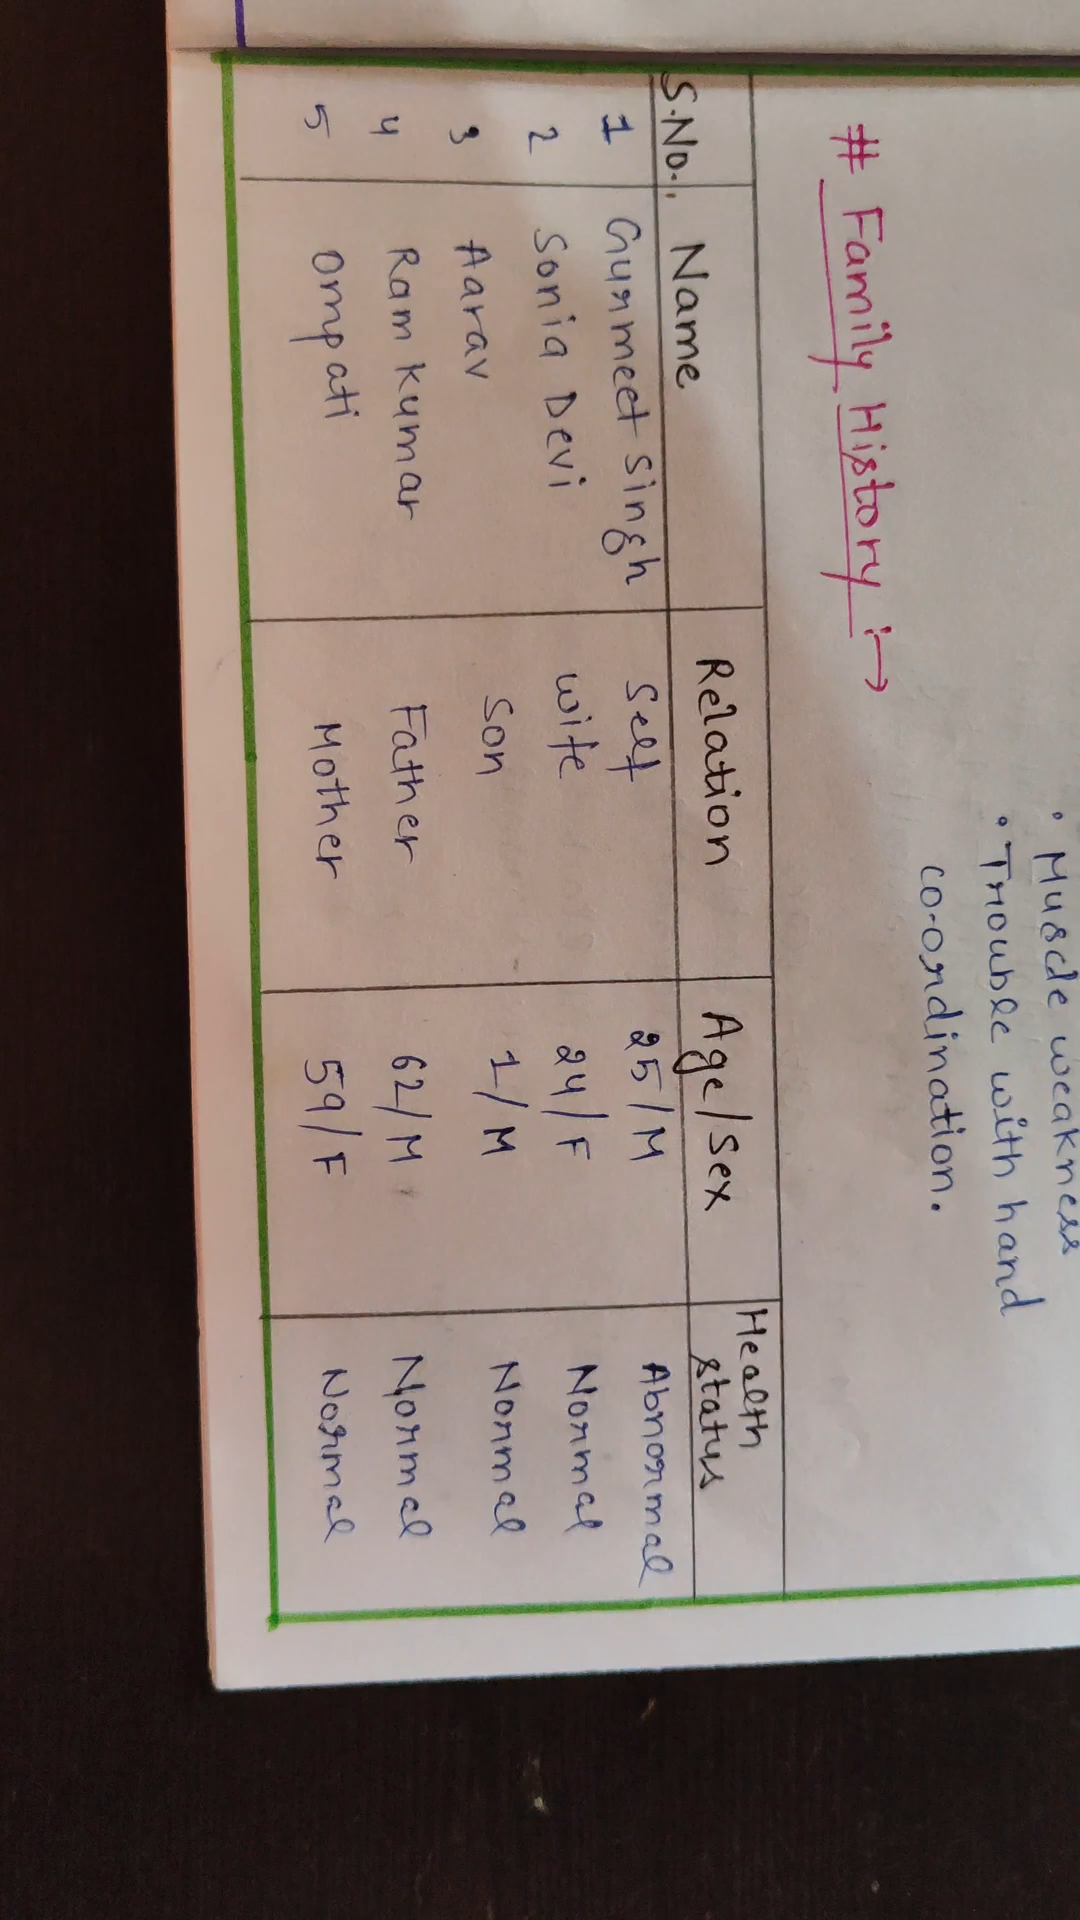 • Muscle weakness
• Trouble with hand
co-ordination.
# Family History :→
S.No. Name Relation Age/Sex Health status
1 Gurmeet Singh Self 25/M Abnormal
2 Sonia Devi wife 24/F Normal
3 Aarav Son 1/M Normal
4 Ram kumar Father 62/M Normal
5 Ompati Mother 59/F Normal